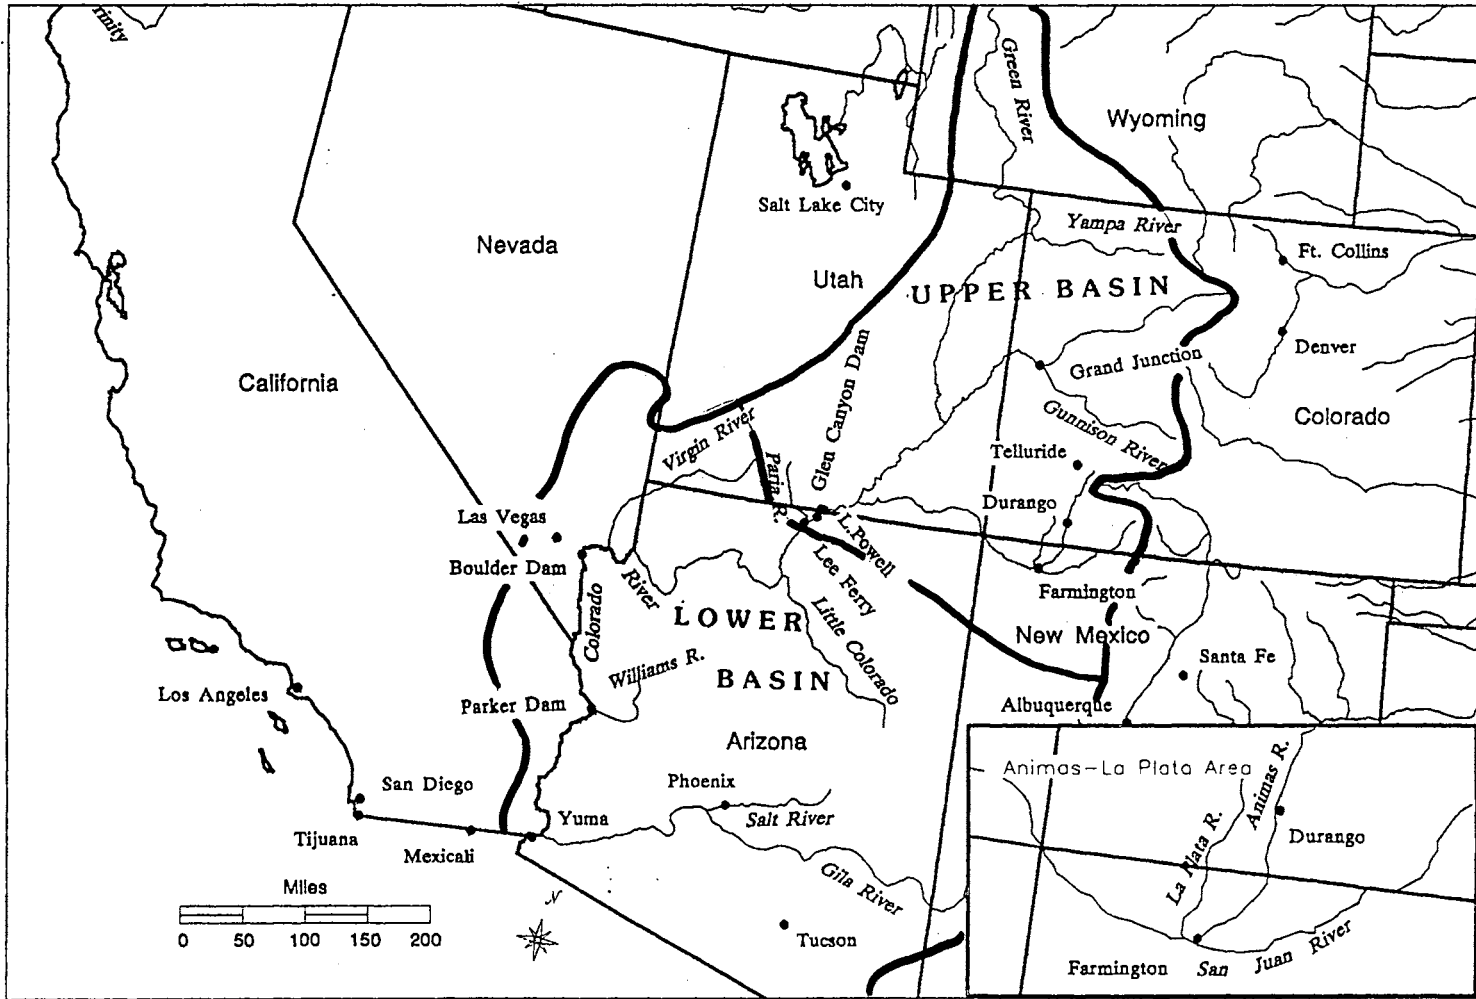 Trinity
Green River
Wyoming
Salt Lake City
Yampa River
Nevada
Ft. Collins
Utah
UPPER BASIN
Denver
Grand Junction
California
Glen Canyon Dam
Colorado
Gunnison River
Virgin River
Telluride
Paria R.
Durango
Las Vegas
L. Powell
Boulder Dam
Lee Ferry
River
Farmington
Colorado
LOWER
Little Colorado
New Mexico
Santa Fe
Williams R.
BASIN
Los Angeles
Parker Dam
Albuquerque
Arizona
San Diego
Phoenix
Yuma
Salt River
Tijuana
Mexicali
Gila River
Tucson
Miles
0 50 100 150 200
N
Animas-La Plata Area
Animas R.
La Plata R.
Durango
Farmington San Juan River